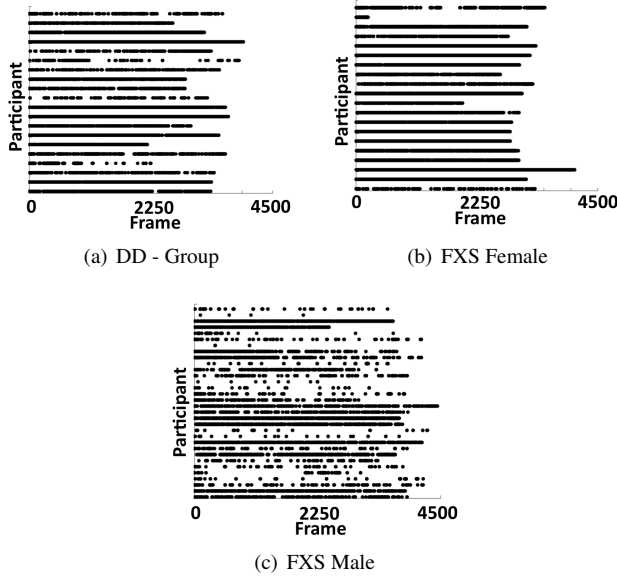 Participant
0 2250 4500
Frame
(a) DD - Group
Participant
0 2250 4500
Frame
(b) FXS Female
Participant
0 2250 4500
Frame
(c) FXS Male